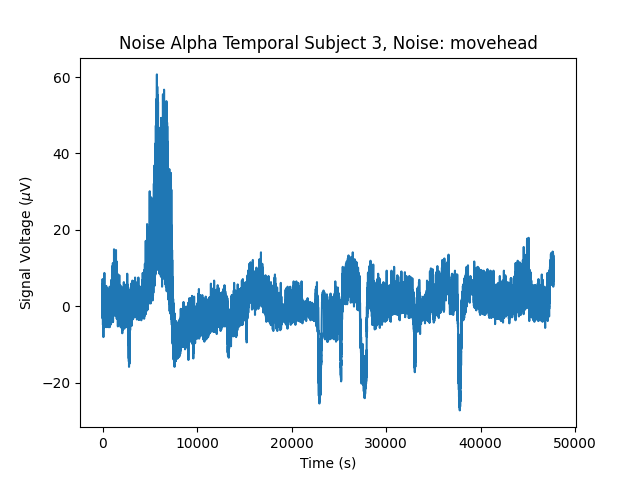 Noise Alpha Temporal Subject 3, Noise: movehead
Signal Voltage (μV)
60
40
20
0
−20
0 10000 20000 30000 40000 50000
Time (s)